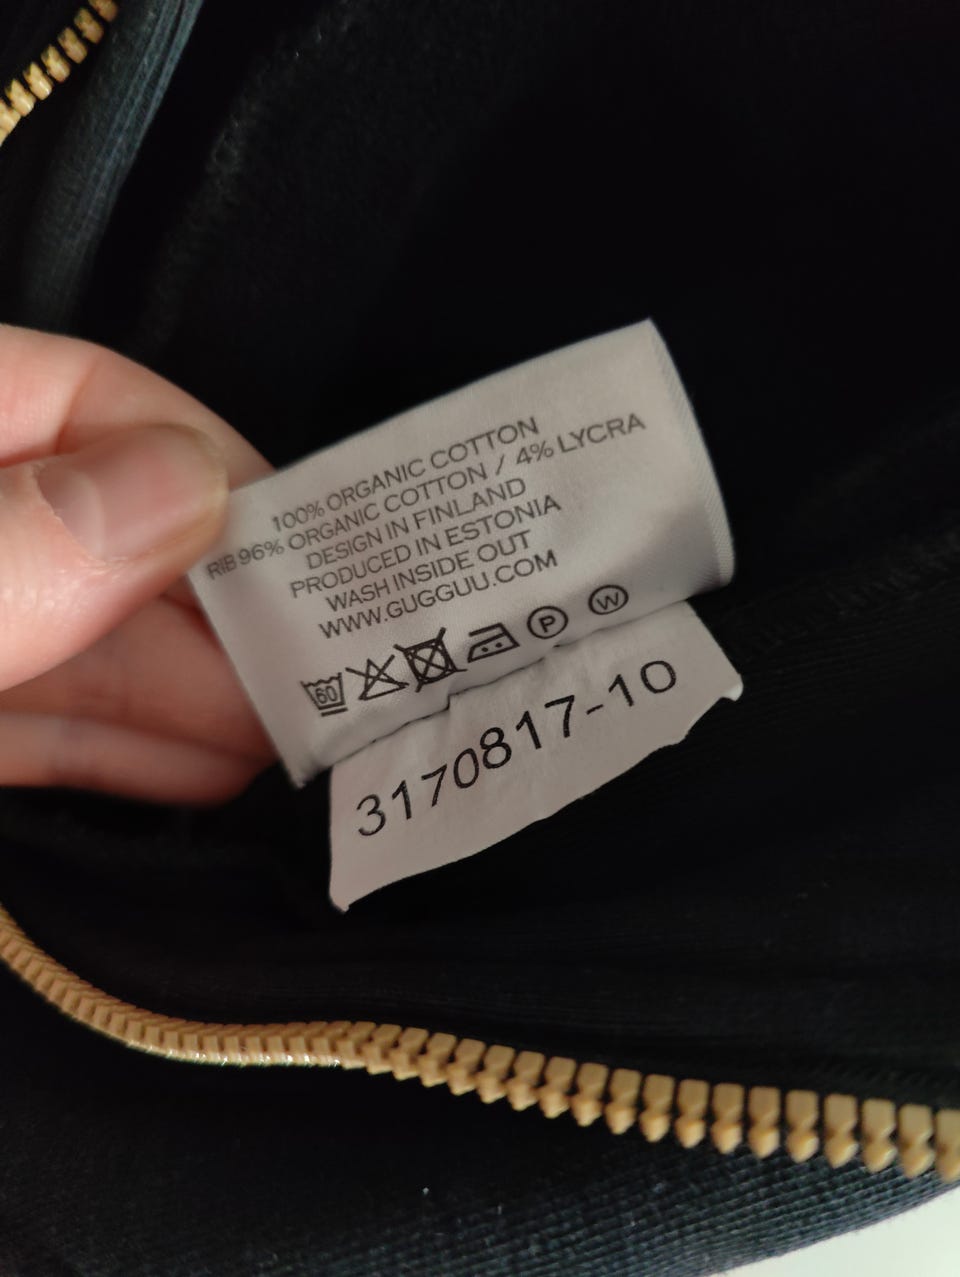 100% ORGANIC COTTON
RIB 96% ORGANIC COTTON / 4% LYCRA
DESIGN IN FINLAND
PRODUCED IN ESTONIA
WASH INSIDE OUT
WWW.GUGGUU.COM
60 P W
3170817-10